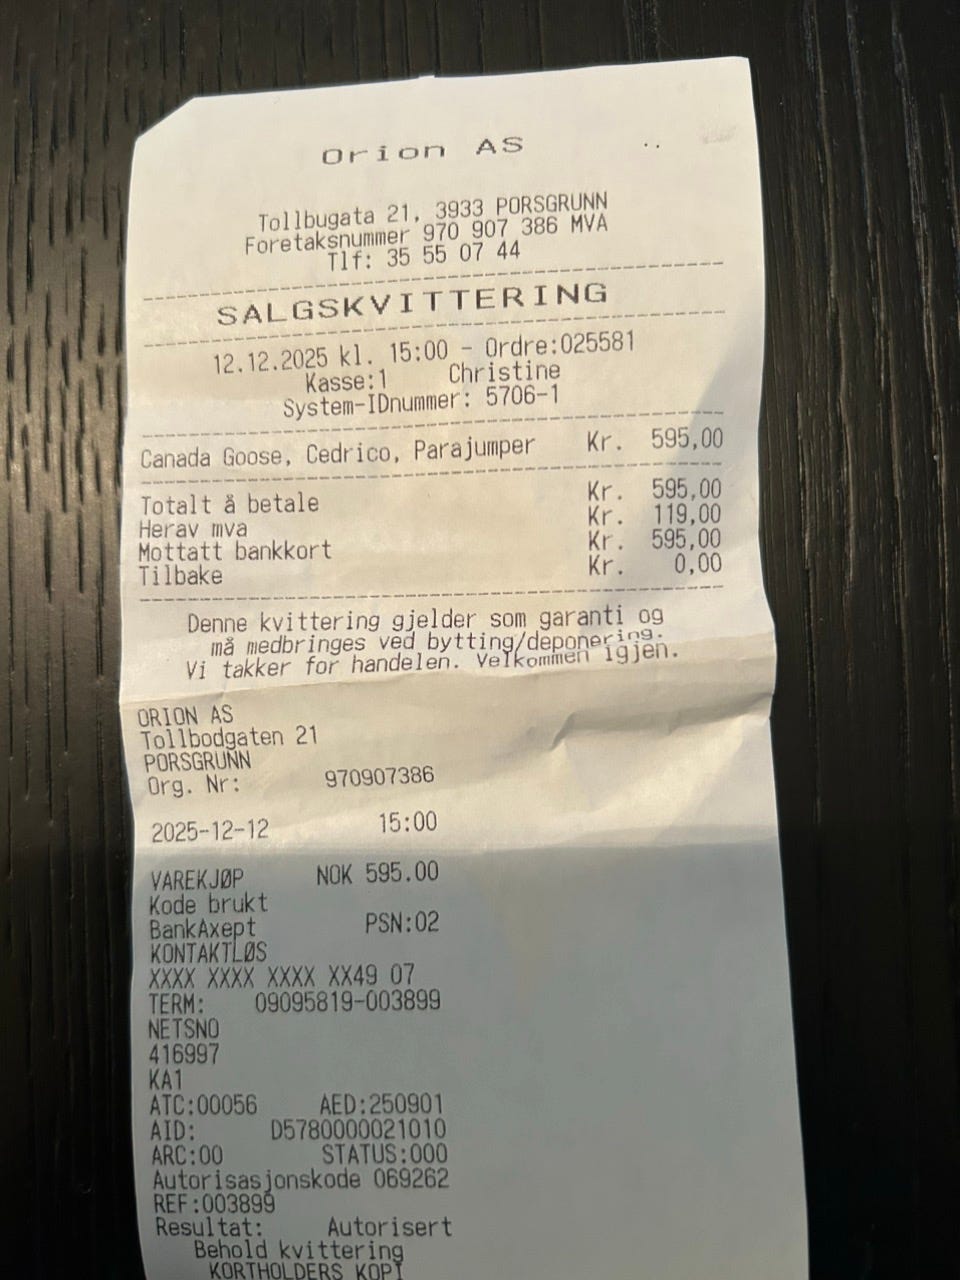 Orion AS
Tollbugata 21, 3933 PORSGRUNN
Foretaksnummer 970 907 386 MVA
Tlf: 35 55 07 44
SALGSKVITTERING
12.12.2025 kl. 15:00 - Ordre:025581
Kasse:1 Christine
System-IDnummer: 5706-1
Canada Goose, Cedrico, Parajumper Kr. 595,00
Totalt å betale Kr. 595,00
Herav mva Kr. 119,00
Mottatt bankkort Kr. 595,00
Tilbake Kr. 0,00
Denne kvittering gjelder som garanti og
må medbringes ved bytting/deponering.
Vi takker for handelen. Velkommen igjen.
ORION AS
Tollbodgaten 21
PORSGRUNN
Org. Nr: 970907386
2025-12-12 15:00
VAREKJØP NOK 595.00
Kode brukt
BankAxept PSN:02
KONTAKTLØS
XXXX XXXX XXXX XX49 07
TERM: 09095819-003899
NETSNO
416997
KA1
ATC:00056 AED:250901
AID: D5780000021010
ARC:00 STATUS:000
Autorisasjonskode 069262
REF:003899
Resultat: Autorisert
Behold kvittering
KORTHOLDERS KOPI